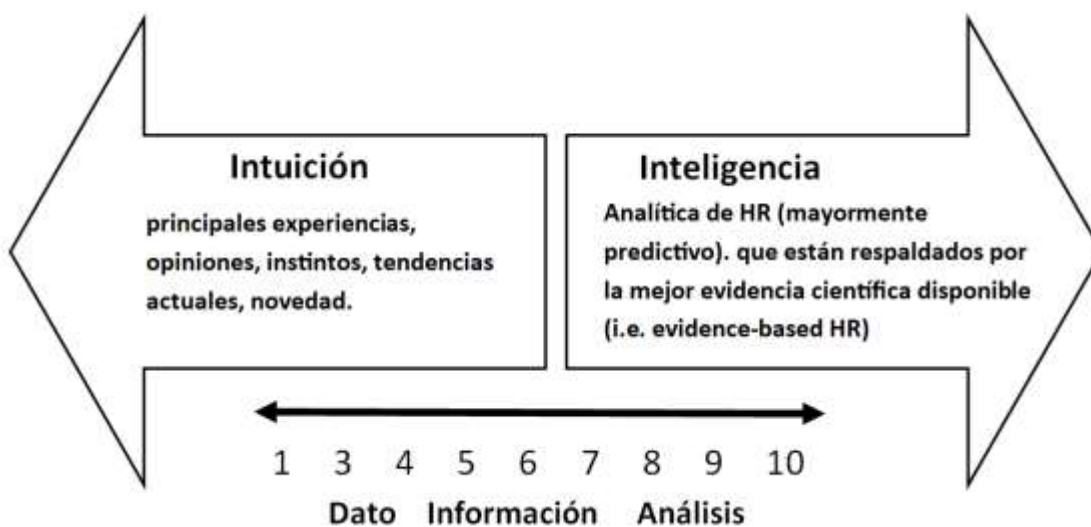 Intuición
principales experiencias,
opiniones, instintos, tendencias
actuales, novedad.
Inteligencia
Analítica de HR (mayormente
predictivo). que están respaldados por
la mejor evidencia científica disponible
(i.e. evidence-based HR)
1 3 4 5 6 7 8 9 10
Dato Información Análisis